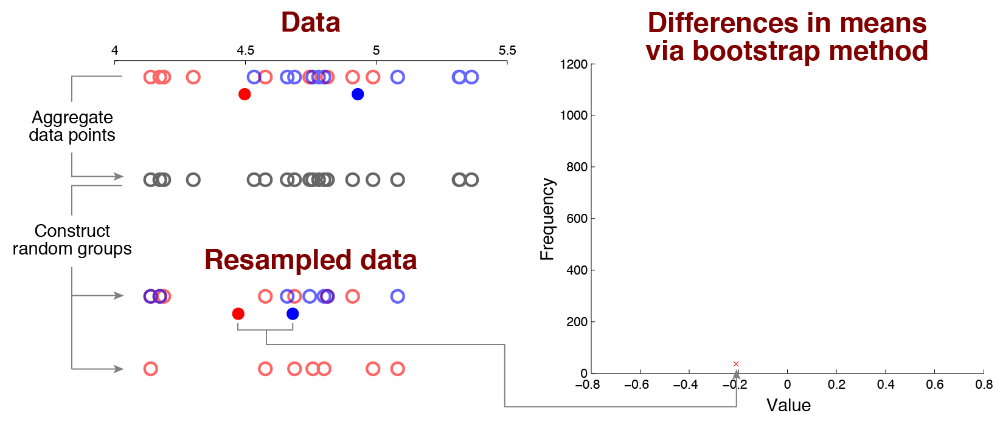 Data
4
4.5
5
5.5
Aggregate
data points
Construct
random groups
Resampled data
Differences in means
via bootstrap method
1200
1000
800
600
400
200
0
Frequency
−0.8
−0.6
−0.4
−0.2
0
0.2
0.4
0.6
0.8
Value